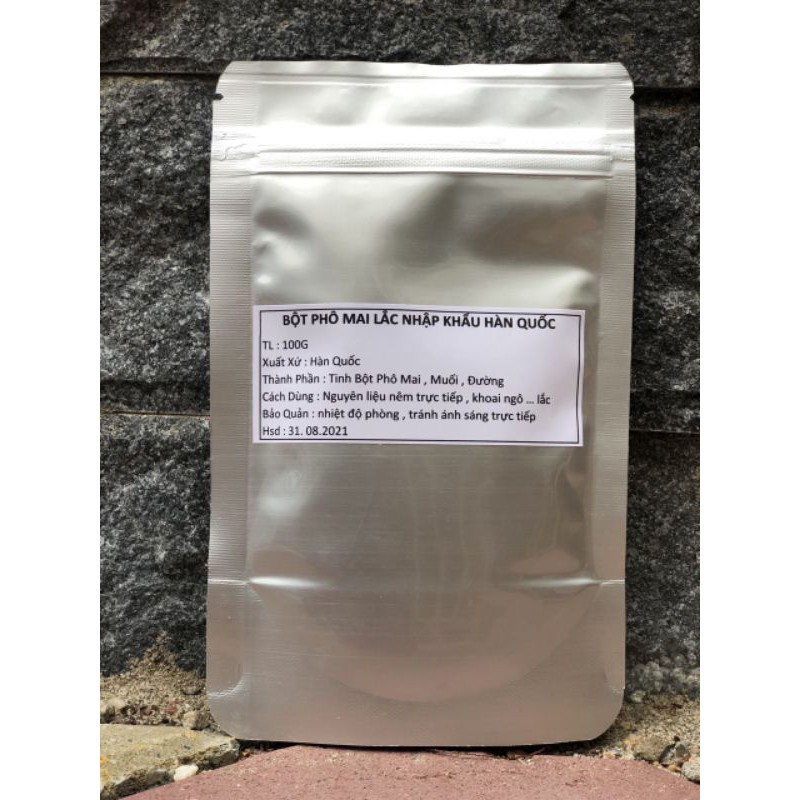 BỘT PHÔ MAI LẮC NHẬP KHẨU HÀN QUỐC
TL : 100G
Xuất Xứ : Hàn Quốc
Thành Phần : Tinh Bột Phô Mai , Muối , Đường
Cách Dùng : Nguyên liệu nêm trực tiếp , khoai ngô ... lắc
Bảo Quản : nhiệt độ phòng , tránh ánh sáng trực tiếp
Hsd : 31. 08.2021